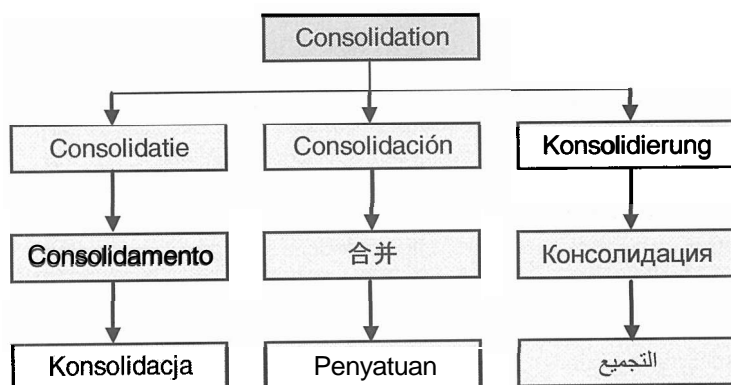 Consolidation
Consolidatie
Consolidación
Konsolidierung
Consolidamento
合并
Консолидация
Konsolidacja
Penyatuan
التجميع